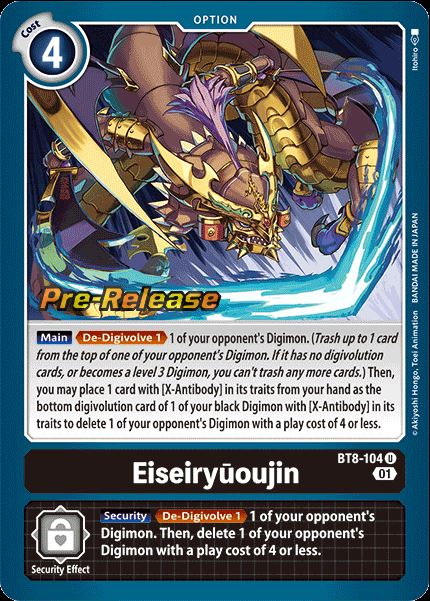 OPTION
Cost
4
Itohiro
Pre-Release
Main De-Digivolve 1 1 of your opponent's Digimon. (Trash up to 1 card
from the top of one of your opponent's Digimon. If it has no digivolution
cards, or becomes a level 3 Digimon, you can't trash any more cards.) Then,
you may place 1 card with [X-Antibody] in its traits from your hand as the
bottom digivolution card of 1 of your black Digimon with [X-Antibody] in
its traits to delete 1 of your opponent's Digimon with a play cost of 4 or less.
©Akiyoshi Hongo, Toei Animation BANDAI MADE IN JAPAN
BT8-104 U
Eiseiryūoujin
01
Security De-Digivolve 1 1 of your opponent's
Digimon. Then, delete 1 of your opponent's
Digimon with a play cost of 4 or less.
Security Effect